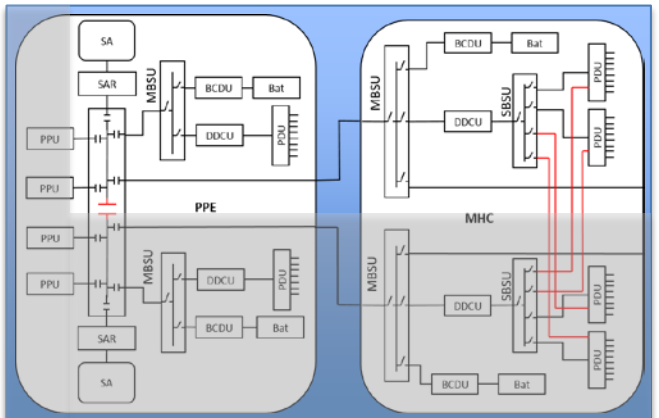 SA
SAR
MBSU
BCDU
Bat
PPU
DDCU
PDU
PPU
PPE
PPU
MBSU
DDCU
PDU
PPU
BCDU
Bat
SAR
SA
BCDU
Bat
MBSU
SBSU
PDU
DDCU
PDU
MHC
MBSU
SBSU
DDCU
PDU
PDU
BCDU
Bat